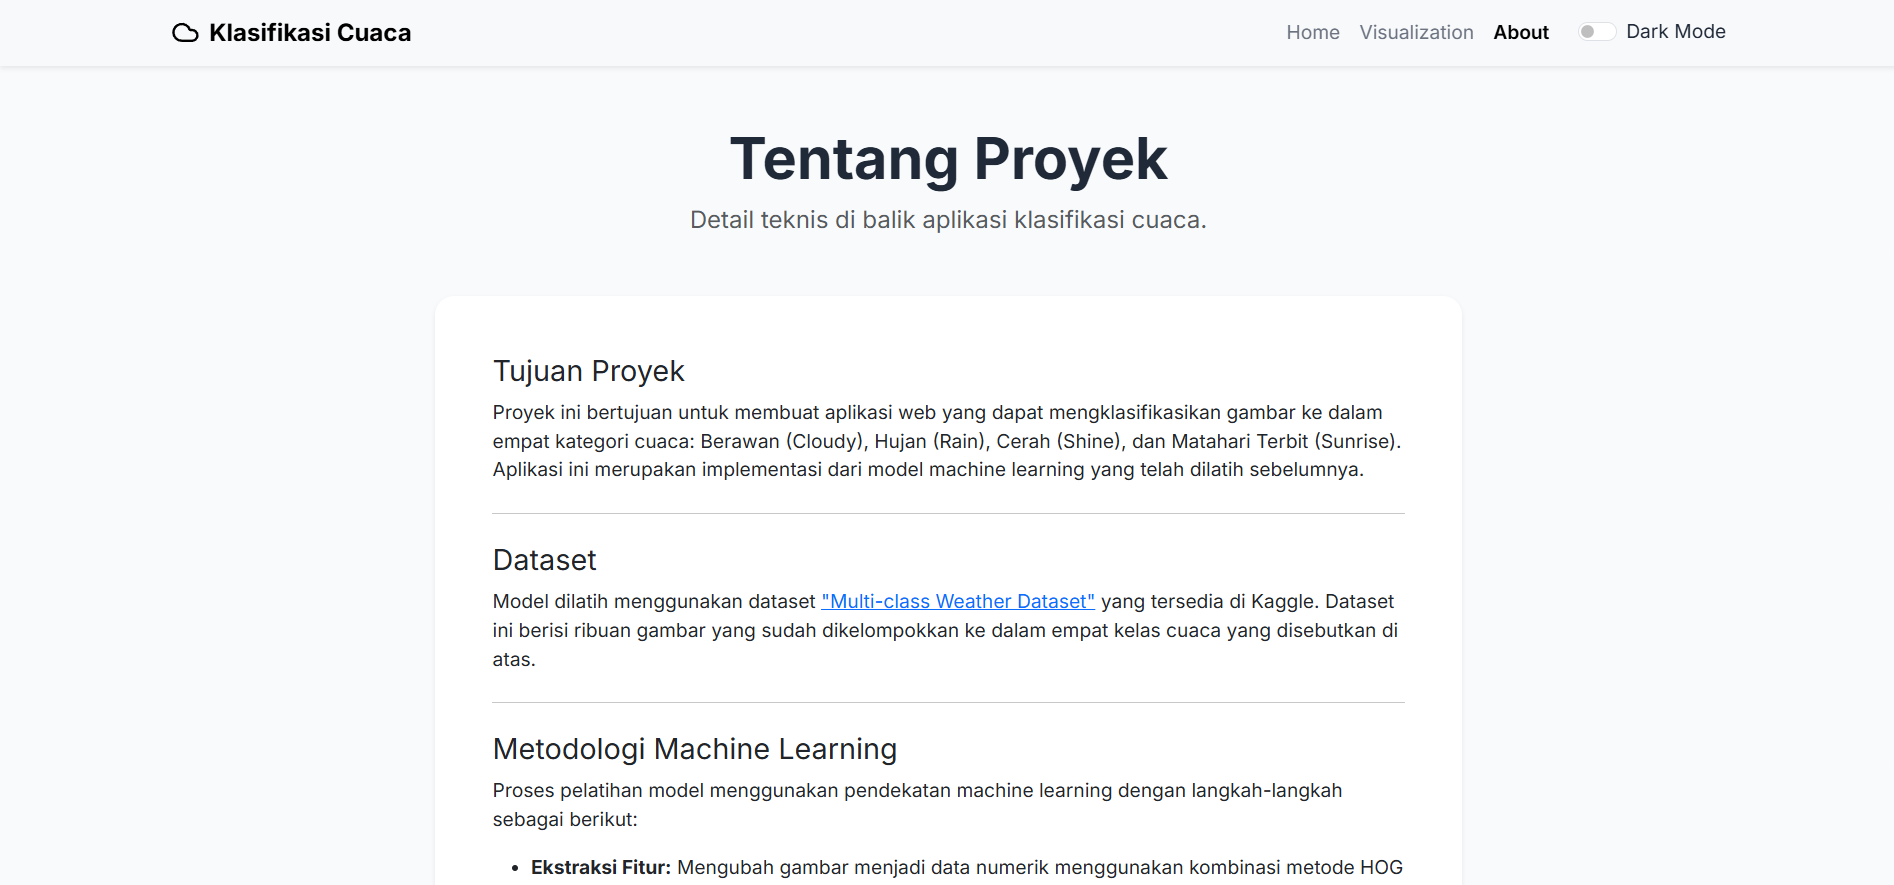 Klasifikasi Cuaca
Home Visualization About Dark Mode
Tentang Proyek
Detail teknis di balik aplikasi klasifikasi cuaca.
Tujuan Proyek
Proyek ini bertujuan untuk membuat aplikasi web yang dapat mengklasifikasikan gambar ke dalam
empat kategori cuaca: Berawan (Cloudy), Hujan (Rain), Cerah (Shine), dan Matahari Terbit (Sunrise).
Aplikasi ini merupakan implementasi dari model machine learning yang telah dilatih sebelumnya.
Dataset
Model dilatih menggunakan dataset "Multi-class Weather Dataset" yang tersedia di Kaggle. Dataset
ini berisi ribuan gambar yang sudah dikelompokkan ke dalam empat kelas cuaca yang disebutkan di
atas.
Metodologi Machine Learning
Proses pelatihan model menggunakan pendekatan machine learning dengan langkah-langkah
sebagai berikut:
• Ekstraksi Fitur: Mengubah gambar menjadi data numerik menggunakan kombinasi metode HOG